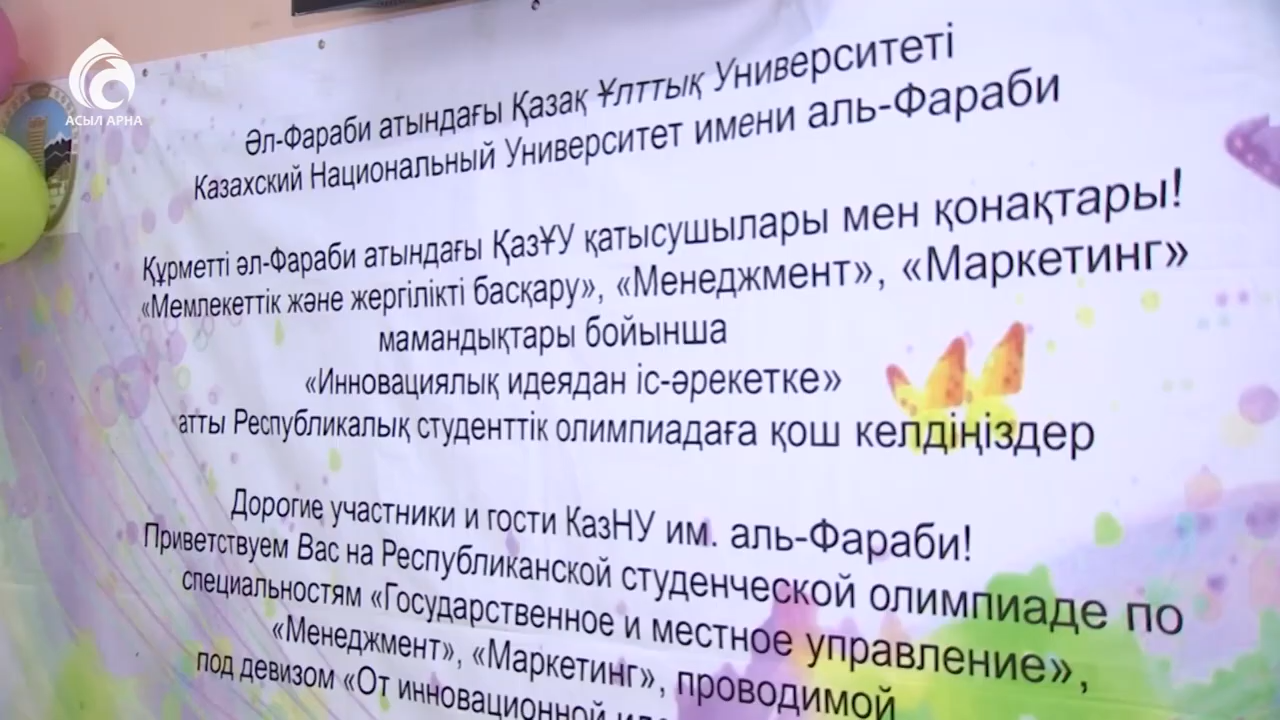 АСЫЛ АРНА
Әл-Фараби атындағы Қазақ Ұлттық Университеті
Казахский Национальный Университет имени аль-Фараби
Құрметті әл-Фараби атындағы ҚазҰУ қатысушылары мен қонақтары!
«Мемлекеттік және жергілікті басқару», «Менеджмент», «Маркетинг»
мамандықтары бойынша
«Инновациялық идеядан іс-әрекетке»
атты Республикалық студенттік олимпиадаға қош келдіңіздер
Дорогие участники и гости КазНУ им. аль-Фараби!
Приветствуем Вас на Республиканской студенческой олимпиаде по
специальностям «Государственное и местное управление»,
«Менеджмент», «Маркетинг», проводимой
под девизом «От инновационной